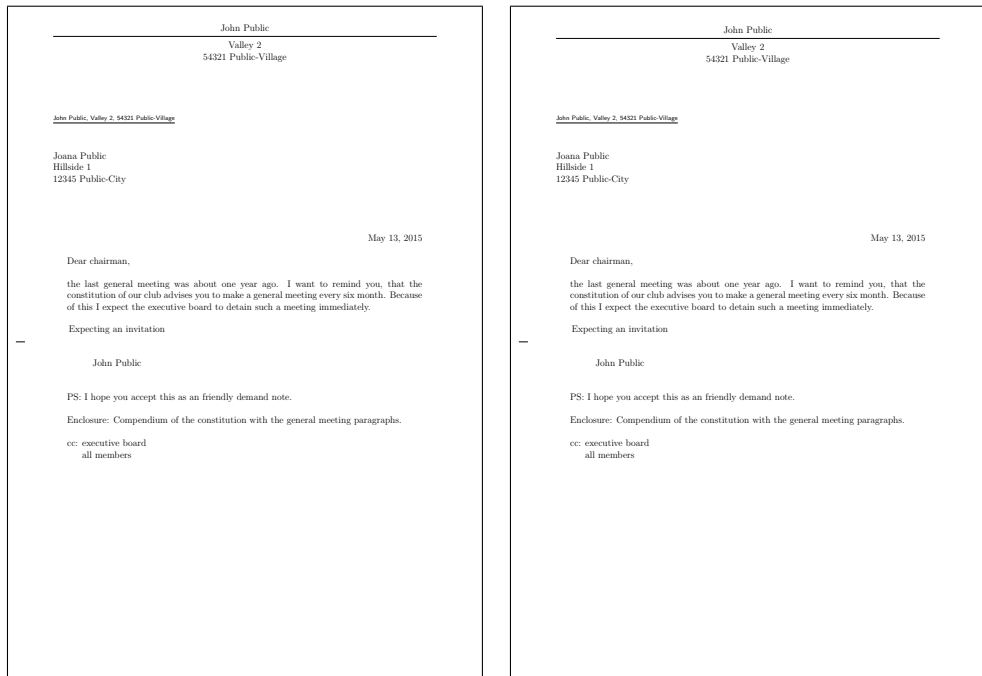 John Public
Valley 2
54321 Public-Village
John Public, Valley 2, 54321 Public-Village
Joana Public
Hillside 1
12345 Public-City
May 13, 2015
Dear chairman,
the last general meeting was about one year ago. I want to remind you, that the
constitution of our club advises you to make a general meeting every six month. Because
of this I expect the executive board to detain such a meeting immediately.
Expecting an invitation
John Public
PS: I hope you accept this as an friendly demand note.
Enclosure: Compendium of the constitution with the general meeting paragraphs.
cc: executive board
all members
John Public
Valley 2
54321 Public-Village
John Public, Valley 2, 54321 Public-Village
Joana Public
Hillside 1
12345 Public-City
May 13, 2015
Dear chairman,
the last general meeting was about one year ago. I want to remind you, that the
constitution of our club advises you to make a general meeting every six month. Because
of this I expect the executive board to detain such a meeting immediately.
Expecting an invitation
John Public
PS: I hope you accept this as an friendly demand note.
Enclosure: Compendium of the constitution with the general meeting paragraphs.
cc: executive board
all members